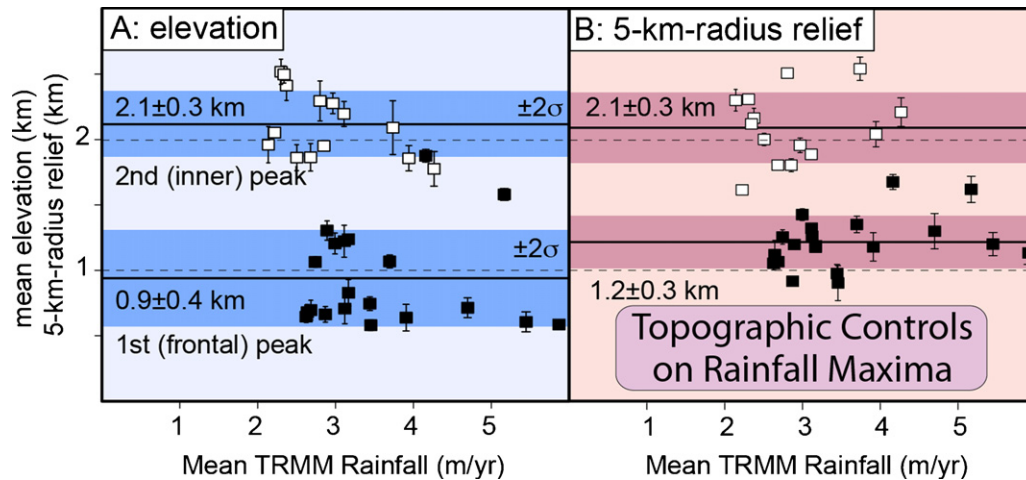 A: elevation
B: 5-km-radius relief
mean elevation (km)
5-km-radius relief (km)
2
1
2.1±0.3 km
±2σ
2nd (inner) peak
±2σ
0.9±0.4 km
1st (frontal) peak
2.1±0.3 km
1.2±0.3 km
Topographic Controls
on Rainfall Maxima
1 2 3 4 5
1 2 3 4 5
Mean TRMM Rainfall (m/yr)
Mean TRMM Rainfall (m/yr)